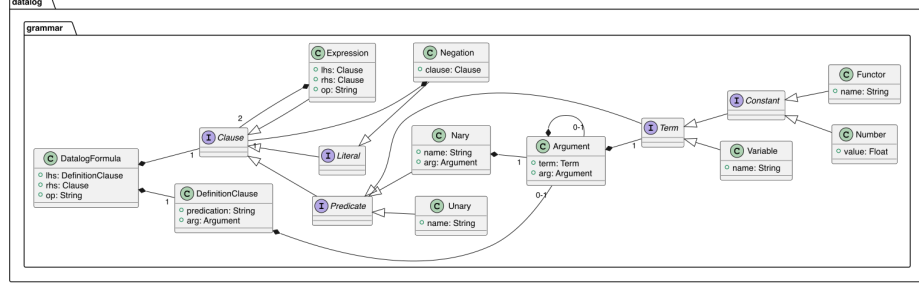 datalog
grammar
C Expression
lhs: Clause
rhs: Clause
op: String
C Negation
clause: Clause
C Functor
name: String
I Constant
2
I Clause
1
1
I Literal
C Nary
name: String
arg: Argument
1
0-1
C Argument
term: Term
arg: Argument
1
I Term
C Number
value: Float
C Variable
name: String
C DatalogFormula
lhs: DefinitionClause
rhs: Clause
op: String
1
C DefinitionClause
predication: String
arg: Argument
I Predicate
C Unary
name: String
0-1